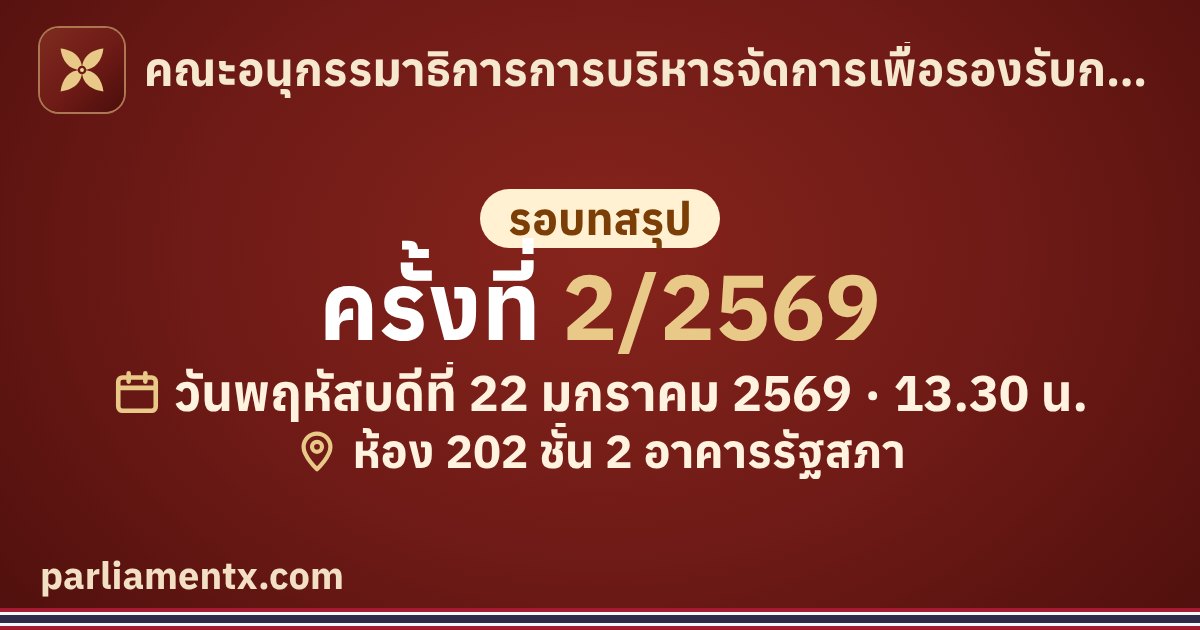 คณะอนุกรรมาธิการการบริหารจัดการเพื่อรองรับก...
รอบทสรุป
ครั้งที่ 2/2569
วันพฤหัสบดีที่ 22 มกราคม 2569 · 13.30 น.
ห้อง 202 ชั้น 2 อาคารรัฐสภา
parliamentx.com